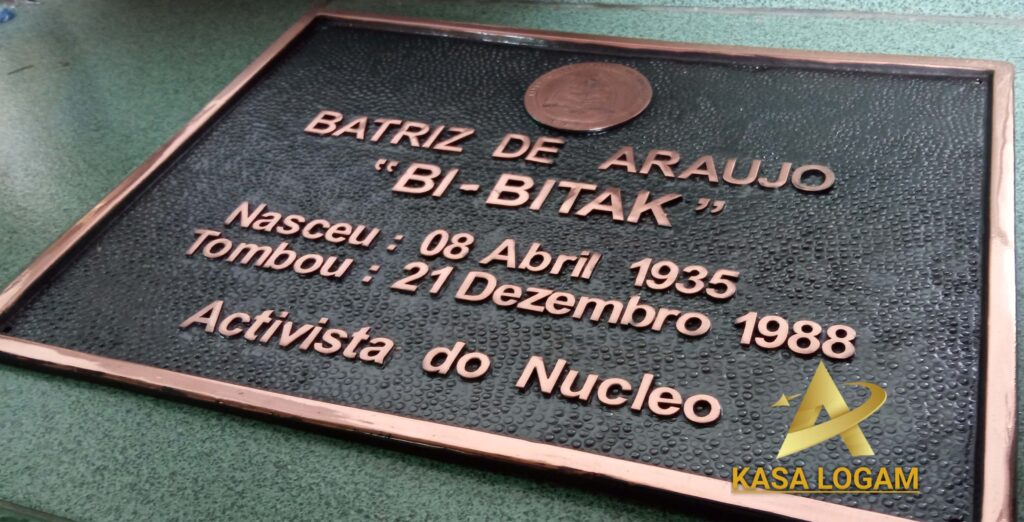 BATRIZ DE ARAUJO
“BI-BITAK”
Nasceu : 08 Abril 1935
Tombou : 21 Dezembro 1988
Activista do Nucleo
KASA LOGAM